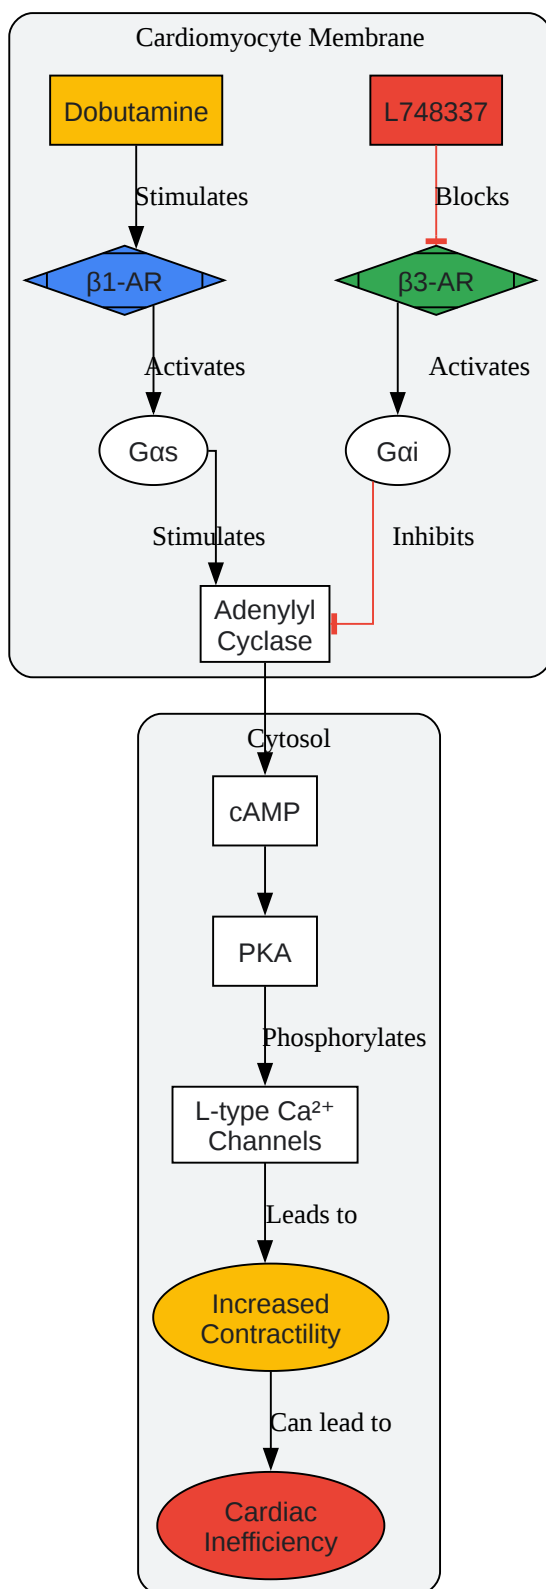 Cardiomyocyte Membrane
Dobutamine
L748337
Stimulates
Blocks
β1-AR
β3-AR
Activates
Activates
Gαs
Gαi
Stimulates
Inhibits
Adenylyl
Cyclase
Cytosol
cAMP
PKA
Phosphorylates
L-type Ca²⁺
Channels
Leads to
Increased
Contractility
Can lead to
Cardiac
Inefficiency